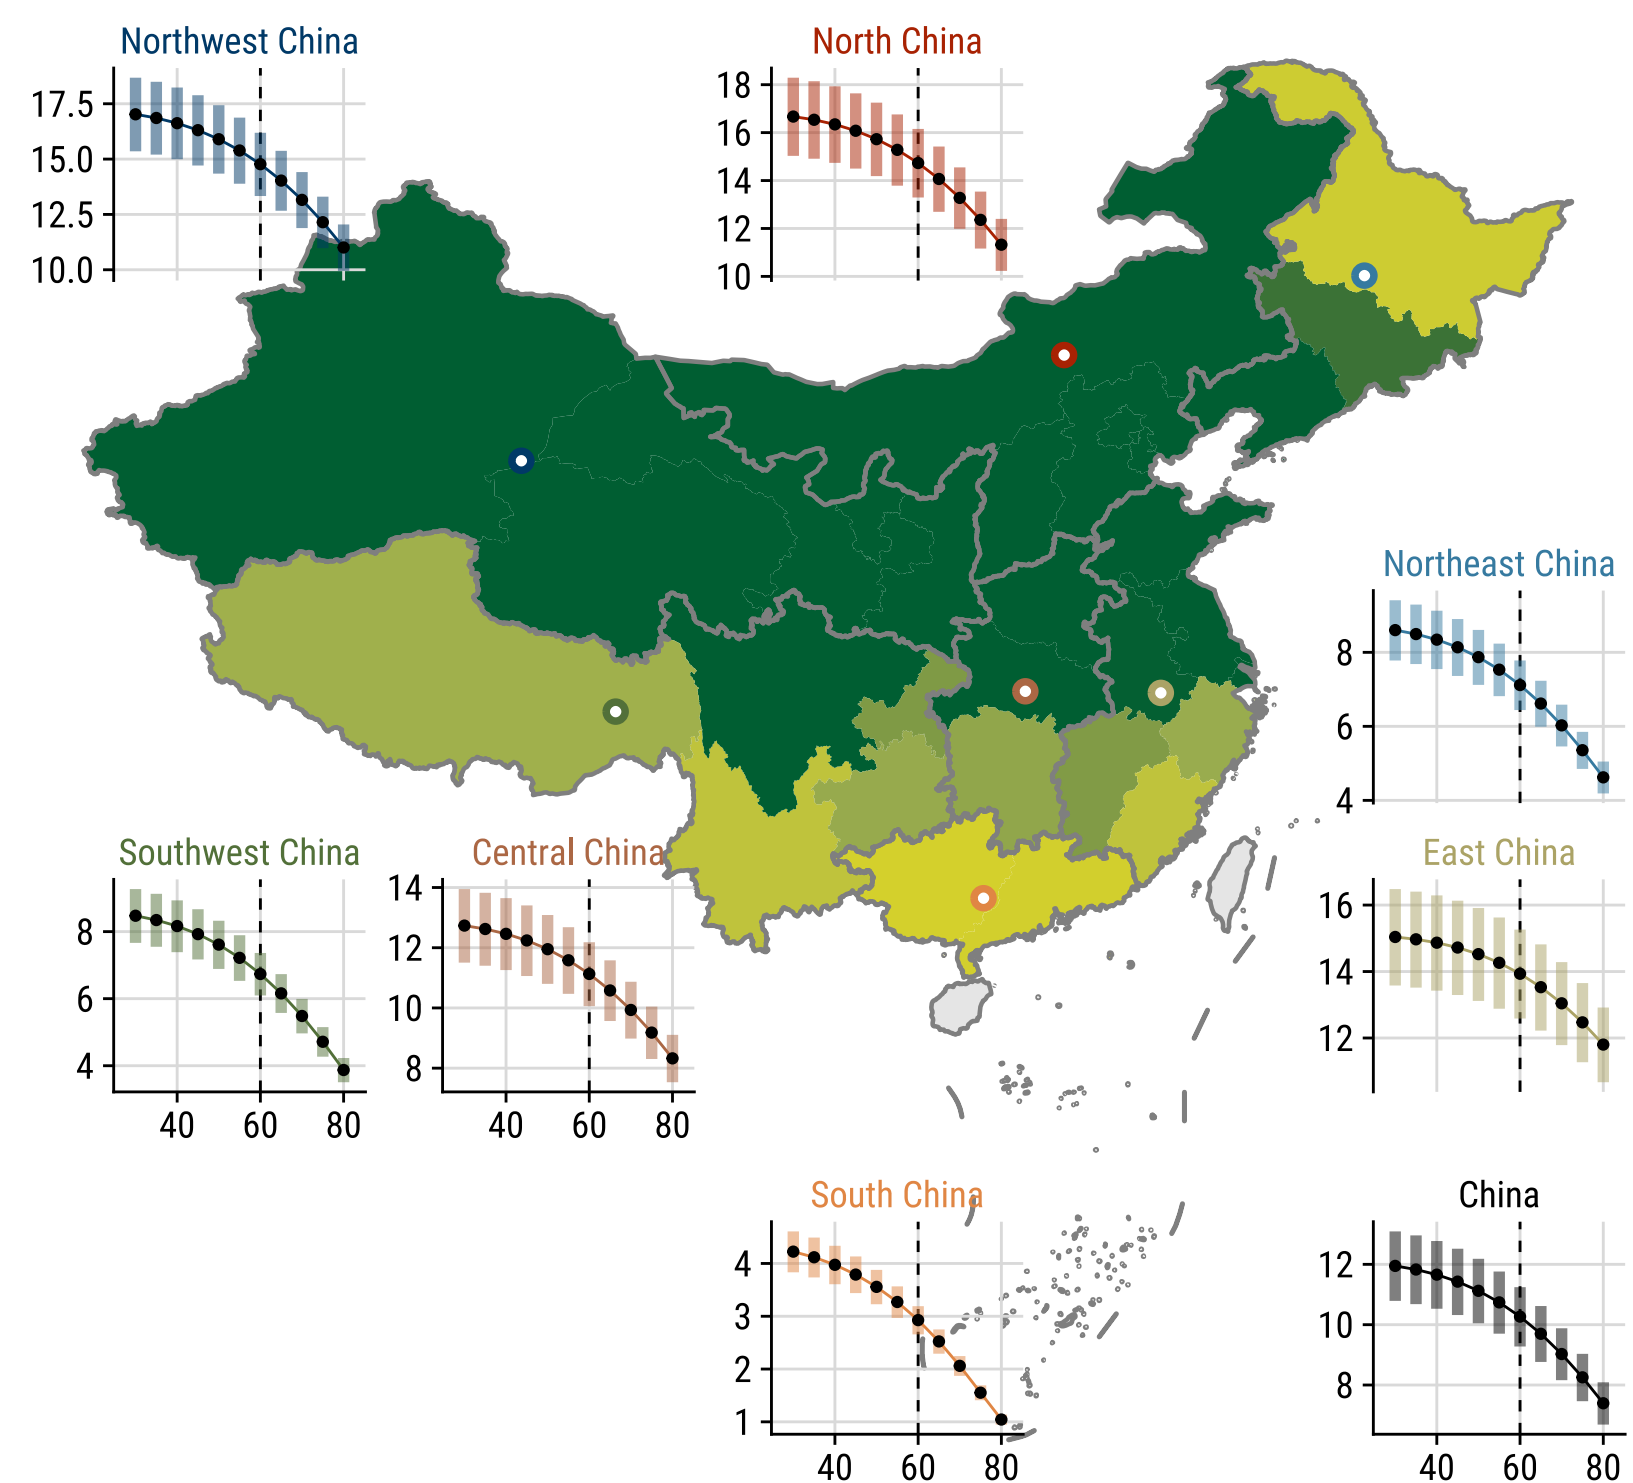 Northwest China
17.5
15.0
12.5
10.0
North China
18
16
14
12
10
Northeast China
8
6
4
Southwest China
8
6
4
40 60 80
Central China
14
12
10
8
40 60 80
East China
16
14
12
South China
4
3
2
1
40 60 80
China
12
10
8
40 60 80